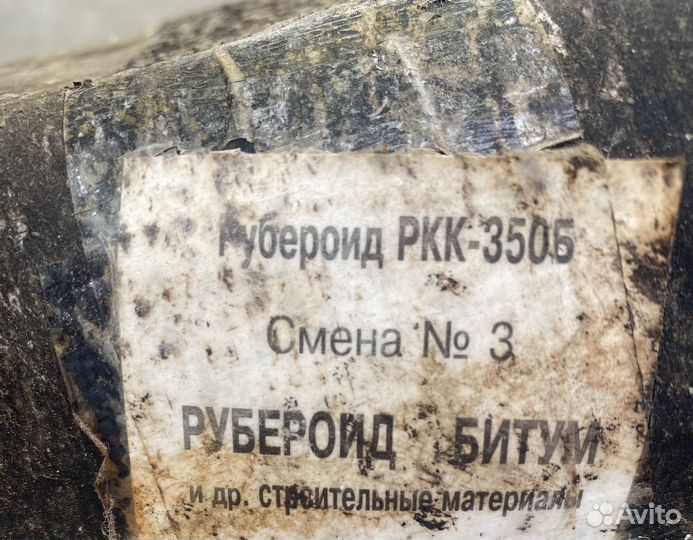 Рубероид РКК-350Б
Смена № 3
РУБЕРОИД БИТУМ
и др. строительные материалы
Avito